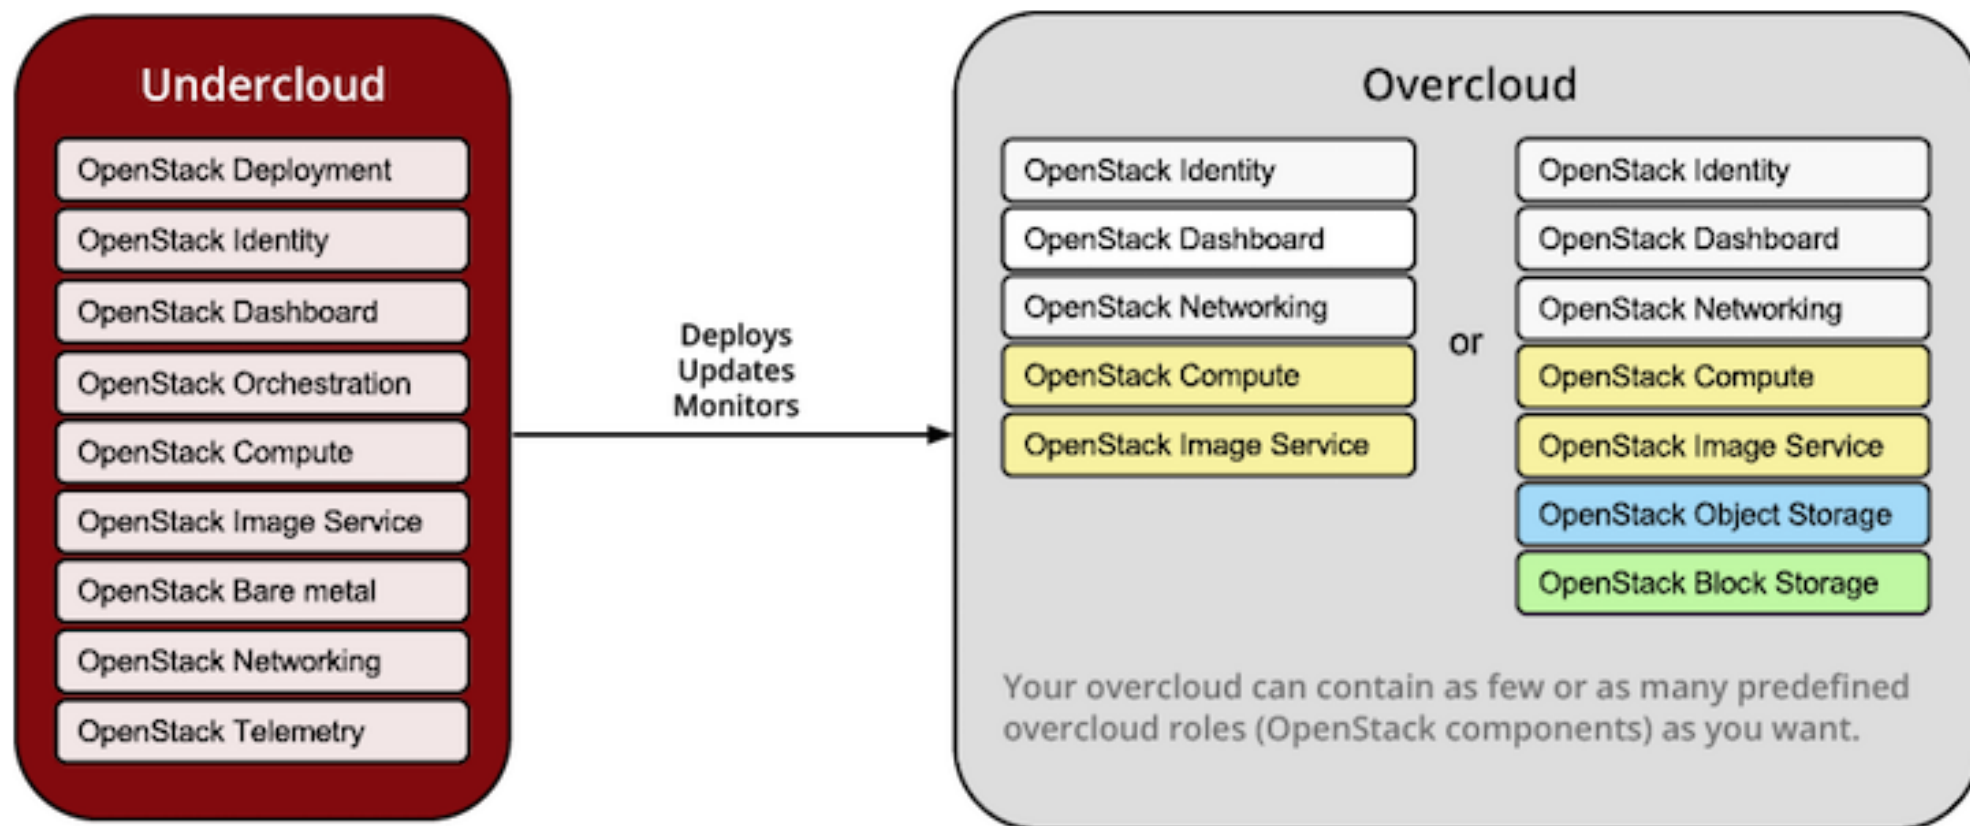 Undercloud
OpenStack Deployment
OpenStack Identity
OpenStack Dashboard
OpenStack Orchestration
OpenStack Compute
OpenStack Image Service
OpenStack Bare metal
OpenStack Networking
OpenStack Telemetry
Deploys
Updates
Monitors
Overcloud
OpenStack Identity
OpenStack Dashboard
OpenStack Networking
OpenStack Compute
OpenStack Image Service
or
OpenStack Identity
OpenStack Dashboard
OpenStack Networking
OpenStack Compute
OpenStack Image Service
OpenStack Object Storage
OpenStack Block Storage
Your overcloud can contain as few or as many predefined
overcloud roles (OpenStack components) as you want.